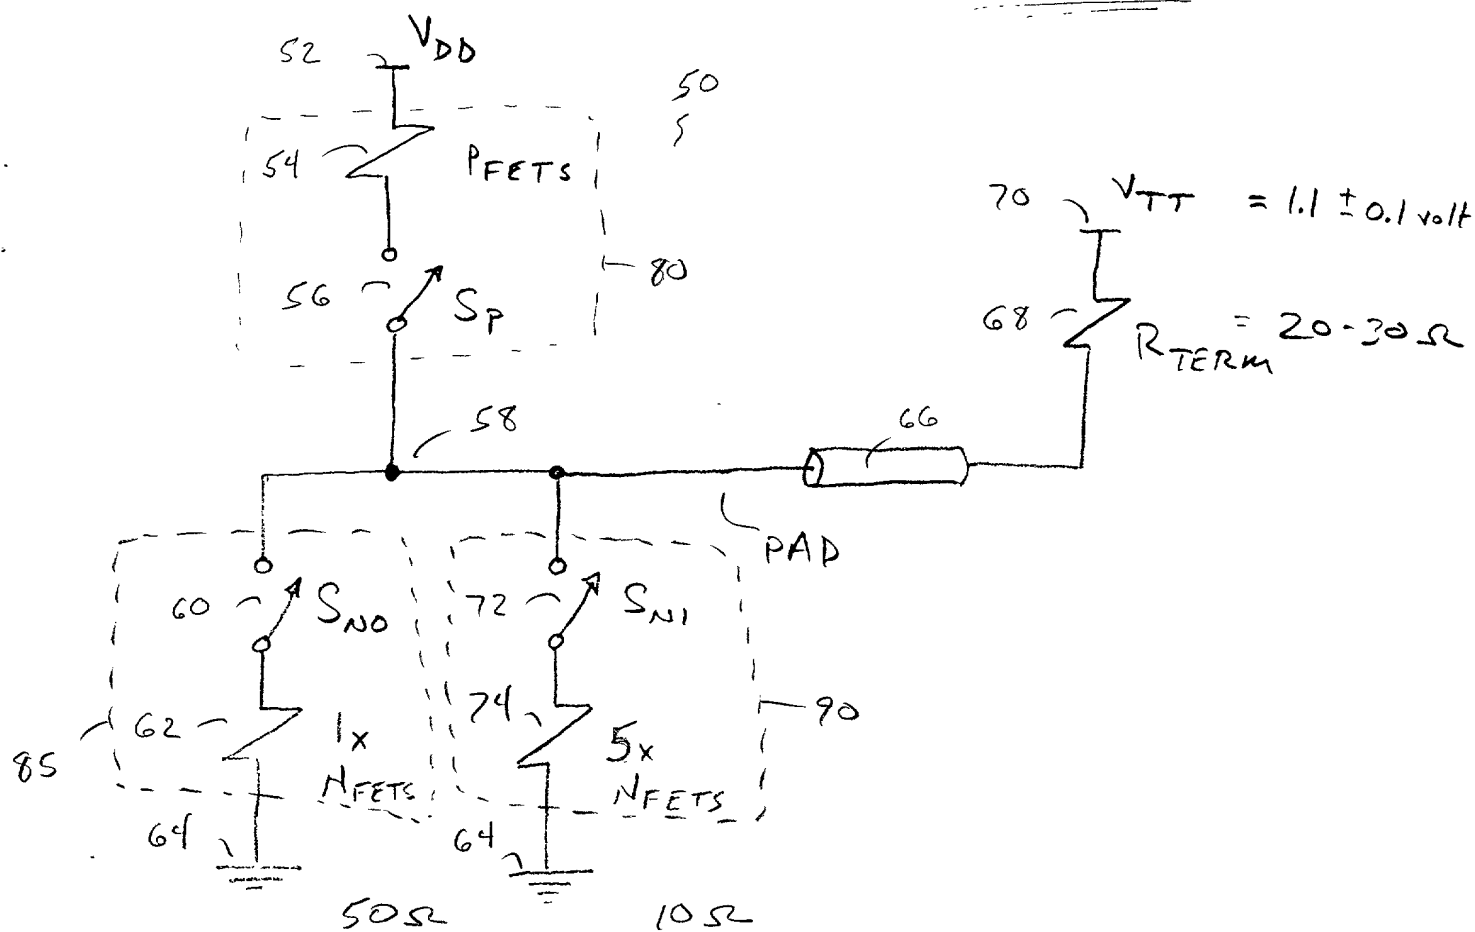 52 VDD
50
54 PFETS
70 VTT = 1.1 ± 0.1 volt
80
56 SP
68 RTERM = 20-30 Ω
58
66
PAD
60 SN0
72 SN1
62 1x NFETS
74 5x NFETS
90
85
64
64
50Ω
10Ω